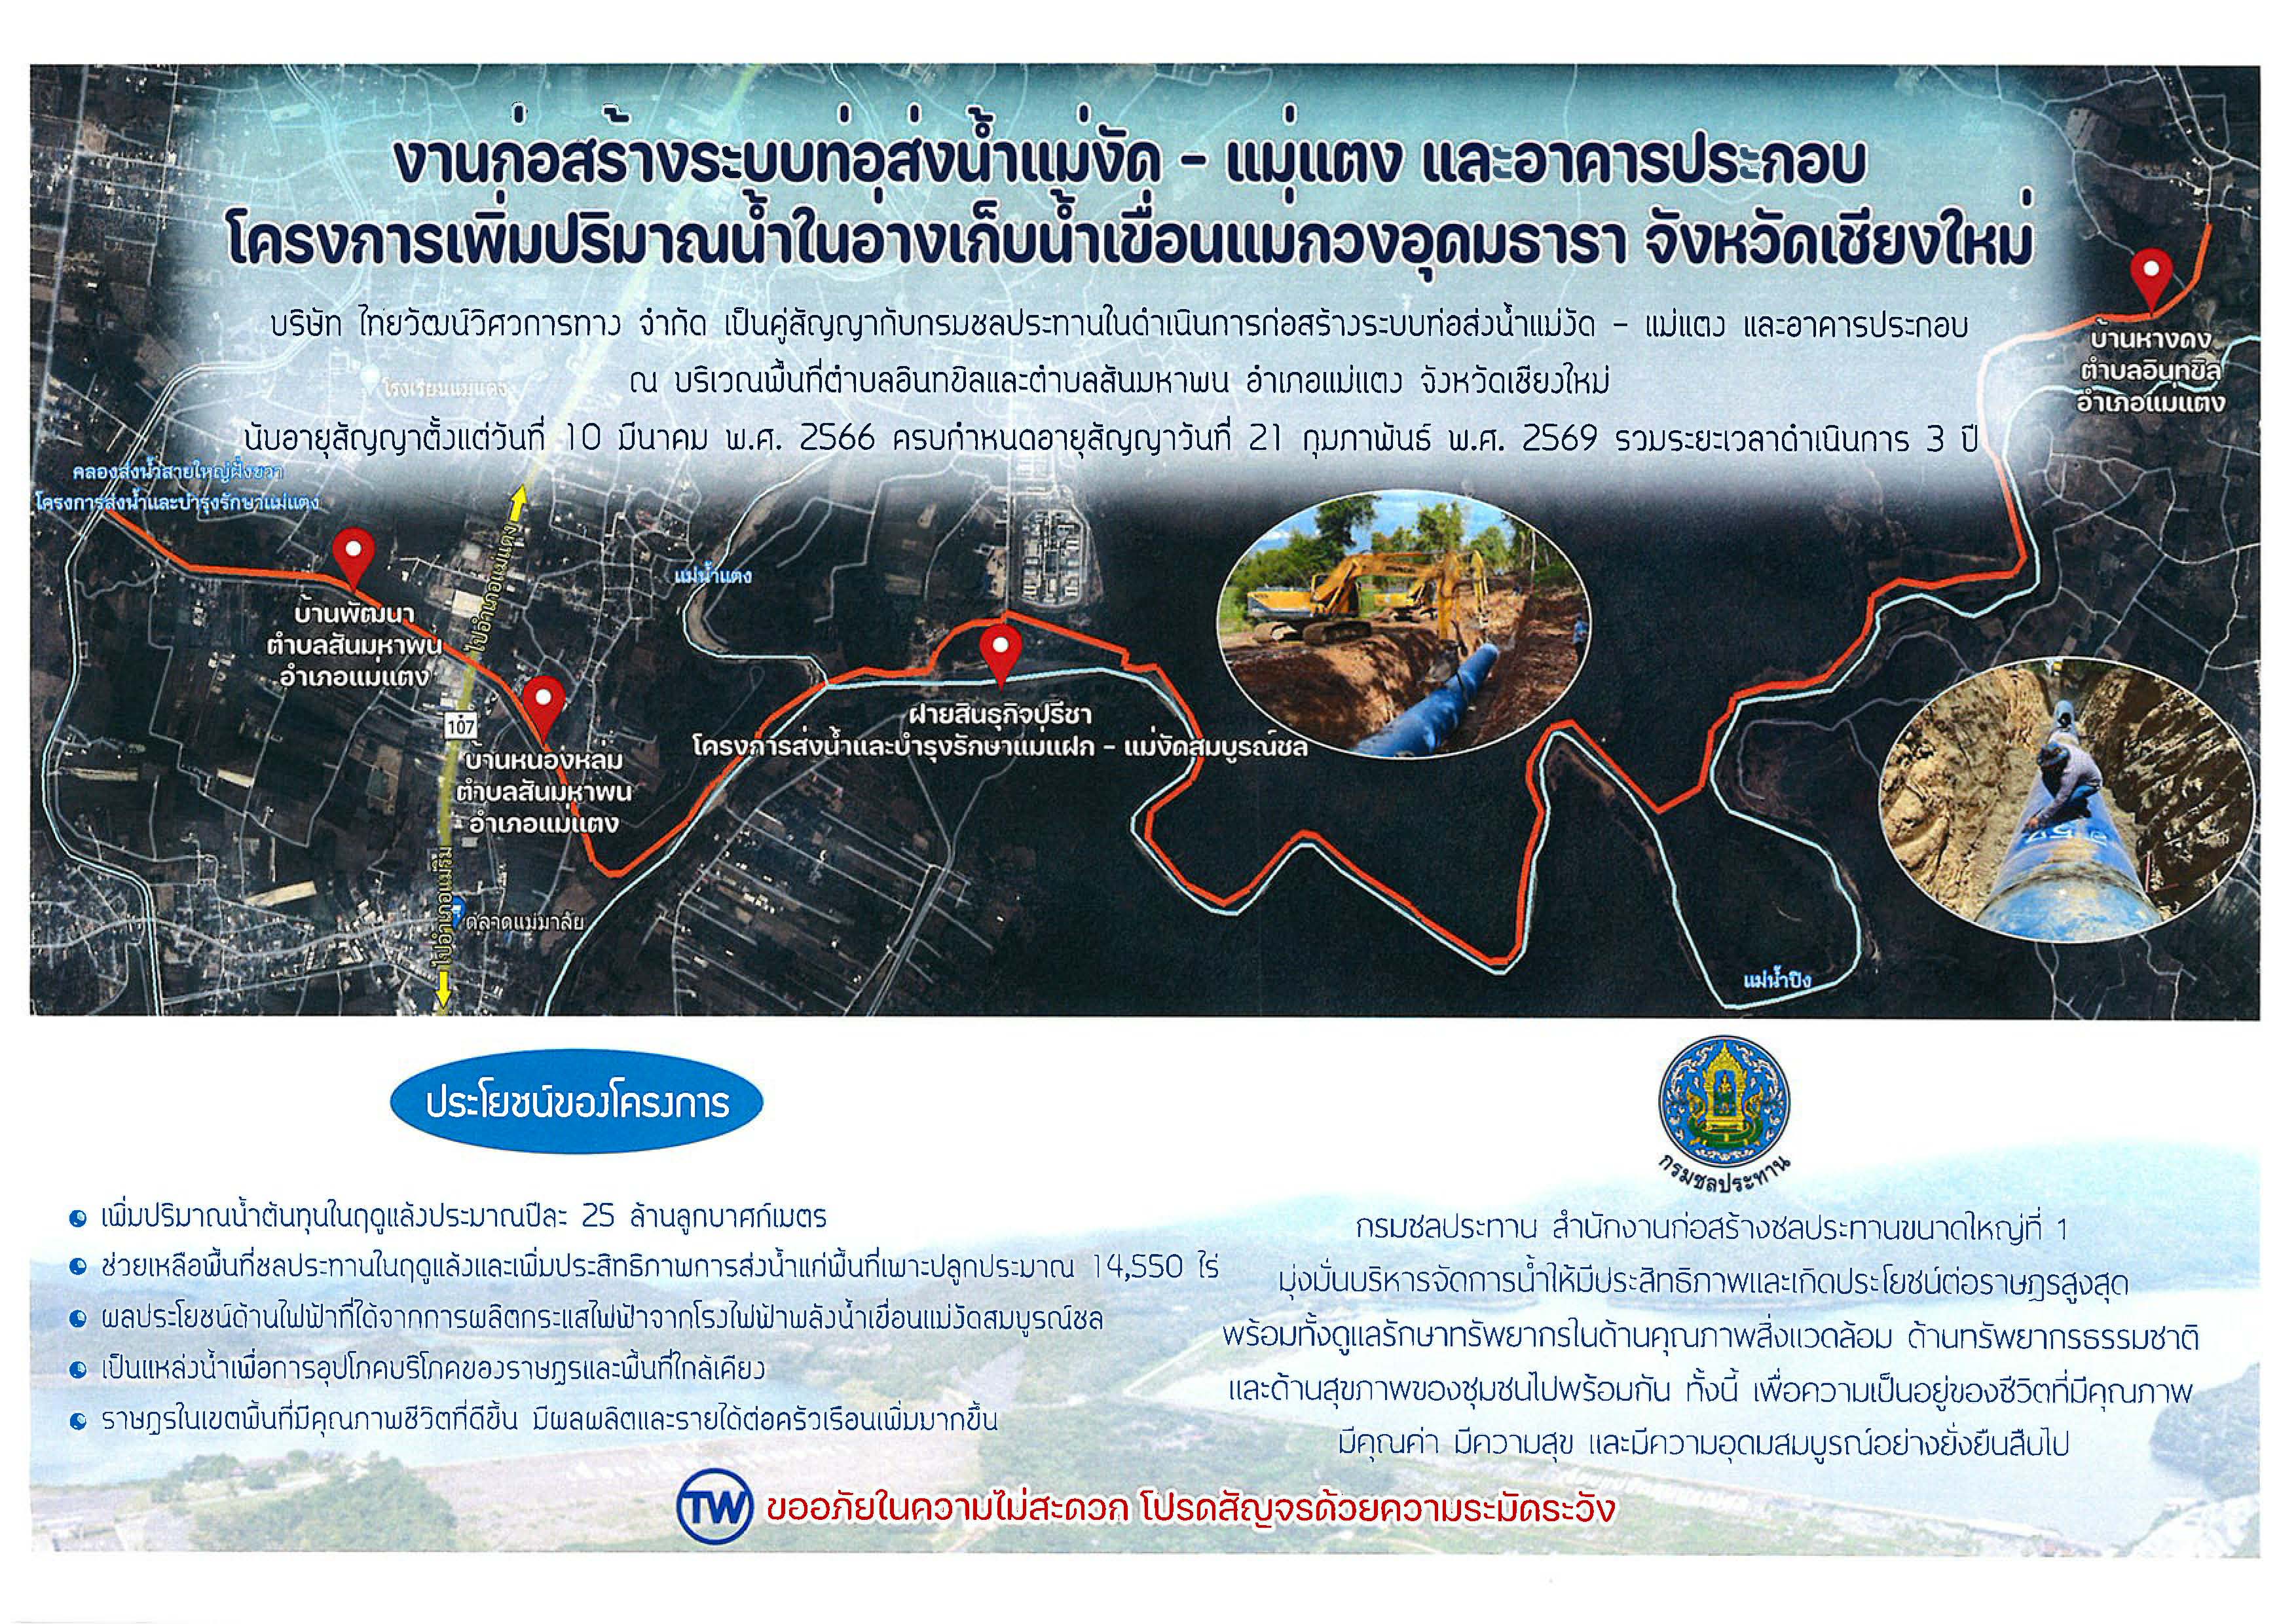 งานก่อสร้างระบบท่อส่งน้ำแม่งัด - แม่แตง และอาคารประกอบ
โครงการเพิ่มปริมาณน้ำในอ่างเก็บน้ำเขื่อนแม่กวงอุดมธารา จังหวัดเชียงใหม่
บริษัท ไทยวัฒน์วิศวการทาง จำกัด เป็นคู่สัญญากับกรมชลประทานในดำเนินการก่อสร้างระบบท่อส่งน้ำแม่งัด - แม่แตง และอาคารประกอบ
ณ บริเวณพื้นที่ตำบลอินทขิลและตำบลสันมหาพน อำเภอแม่แตง จังหวัดเชียงใหม่
นับอายุสัญญาตั้งแต่วันที่ 10 มีนาคม พ.ศ. 2566 ครบกำหนดอายุสัญญาวันที่ 21 กุมภาพันธ์ พ.ศ. 2569 รวมระยะเวลาดำเนินการ 3 ปี
บ้านหางดง
ตำบลอินทขิล
อำเภอแม่แตง
โรงเรียนแม่แตง
คลองส่งน้ำสายใหญ่ฝั่งขวา
โครงการส่งน้ำและบำรุงรักษาแม่แตง
ไปอำเภอแม่แตง
แม่น้ำแตง
บ้านพัฒนา
ตำบลสันมหาพน
อำเภอแม่แตง
107
บ้านหนองหล่ม
ตำบลสันมหาพน
อำเภอแม่แตง
ฝายสินธุกิจปรีชา
โครงการส่งน้ำและบำรุงรักษาแม่แฝก - แม่งัดสมบูรณ์ชล
ไปอำเภอแม่ริม
ตลาดแม่มาลัย
แม่น้ำปิง
ประโยชน์ของโครงการ
เพิ่มปริมาณน้ำต้นทุนในฤดูแล้งประมาณปีละ 25 ล้านลูกบาศก์เมตร
ช่วยเหลือพื้นที่ชลประทานในฤดูแล้งและเพิ่มประสิทธิภาพการส่งน้ำแก่พื้นที่เพาะปลูกประมาณ 14,550 ไร่
ผลประโยชน์ด้านไฟฟ้าที่ได้จากการผลิตกระแสไฟฟ้าจากโรงไฟฟ้าพลังน้ำเขื่อนแม่งัดสมบูรณ์ชล
เป็นแหล่งน้ำเพื่อการอุปโภคบริโภคของราษฎรและพื้นที่ใกล้เคียง
ราษฎรในเขตพื้นที่มีคุณภาพชีวิตที่ดีขึ้น มีผลผลิตและรายได้ต่อครัวเรือนเพิ่มมากขึ้น
กรมชลประทาน
กรมชลประทาน สำนักงานก่อสร้างชลประทานขนาดใหญ่ที่ 1
มุ่งมั่นบริหารจัดการน้ำให้มีประสิทธิภาพและเกิดประโยชน์ต่อราษฎรสูงสุด
พร้อมทั้งดูแลรักษาทรัพยากรในด้านคุณภาพสิ่งแวดล้อม ด้านทรัพยากรธรรมชาติ
และด้านสุขภาพของชุมชนไปพร้อมกัน ทั้งนี้ เพื่อความเป็นอยู่ของชีวิตที่มีคุณภาพ
มีคุณค่า มีความสุข และมีความอุดมสมบูรณ์อย่างยั่งยืนสืบไป
TW ขออภัยในความไม่สะดวก โปรดสัญจรด้วยความระมัดระวัง